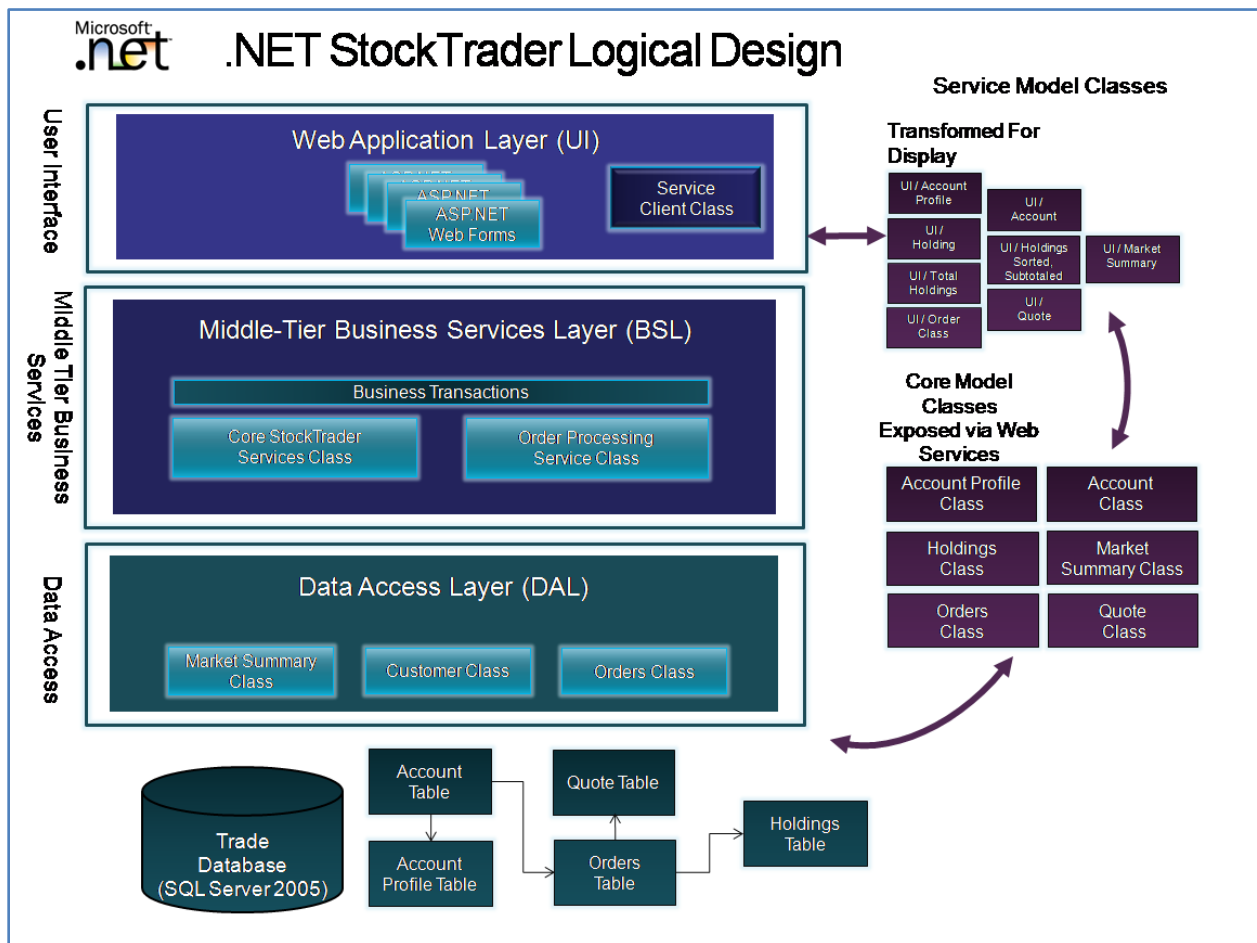 Microsoft
.net
.NET StockTrader Logical Design
User Interface
Web Application Layer (UI)
ASP.NET
ASP.NET
Web Forms
Service
Client Class
Middle Tier Business
Services
Middle-Tier Business Services Layer (BSL)
Business Transactions
Core StockTrader
Services Class
Order Processing
Service Class
Data Access
Data Access Layer (DAL)
Market Summary
Class
Customer Class
Orders Class
Trade
Database
(SQL Server 2005)
Account
Table
Account
Profile Table
Quote Table
Orders
Table
Holdings
Table
Service Model Classes
Transformed For
Display
UI / Account
Profile
UI /
Holding
UI / Total
Holdings
UI / Order
Class
UI /
Account
UI / Holdings
Sorted,
Subtotaled
UI /
Quote
UI / Market
Summary
Core Model
Classes
Exposed via Web
Services
Account Profile
Class
Account
Class
Holdings
Class
Market
Summary Class
Orders
Class
Quote
Class